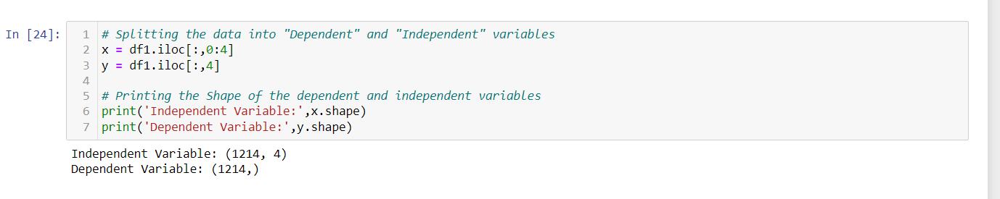 In [24]:
1 # Splitting the data into "Dependent" and "Independent" variables
2 x = df1.iloc[:,0:4]
3 y = df1.iloc[:,4]
4
5 # Printing the Shape of the dependent and independent variables
6 print('Independent Variable:',x.shape)
7 print('Dependent Variable:',y.shape)
Independent Variable: (1214, 4)
Dependent Variable: (1214,)